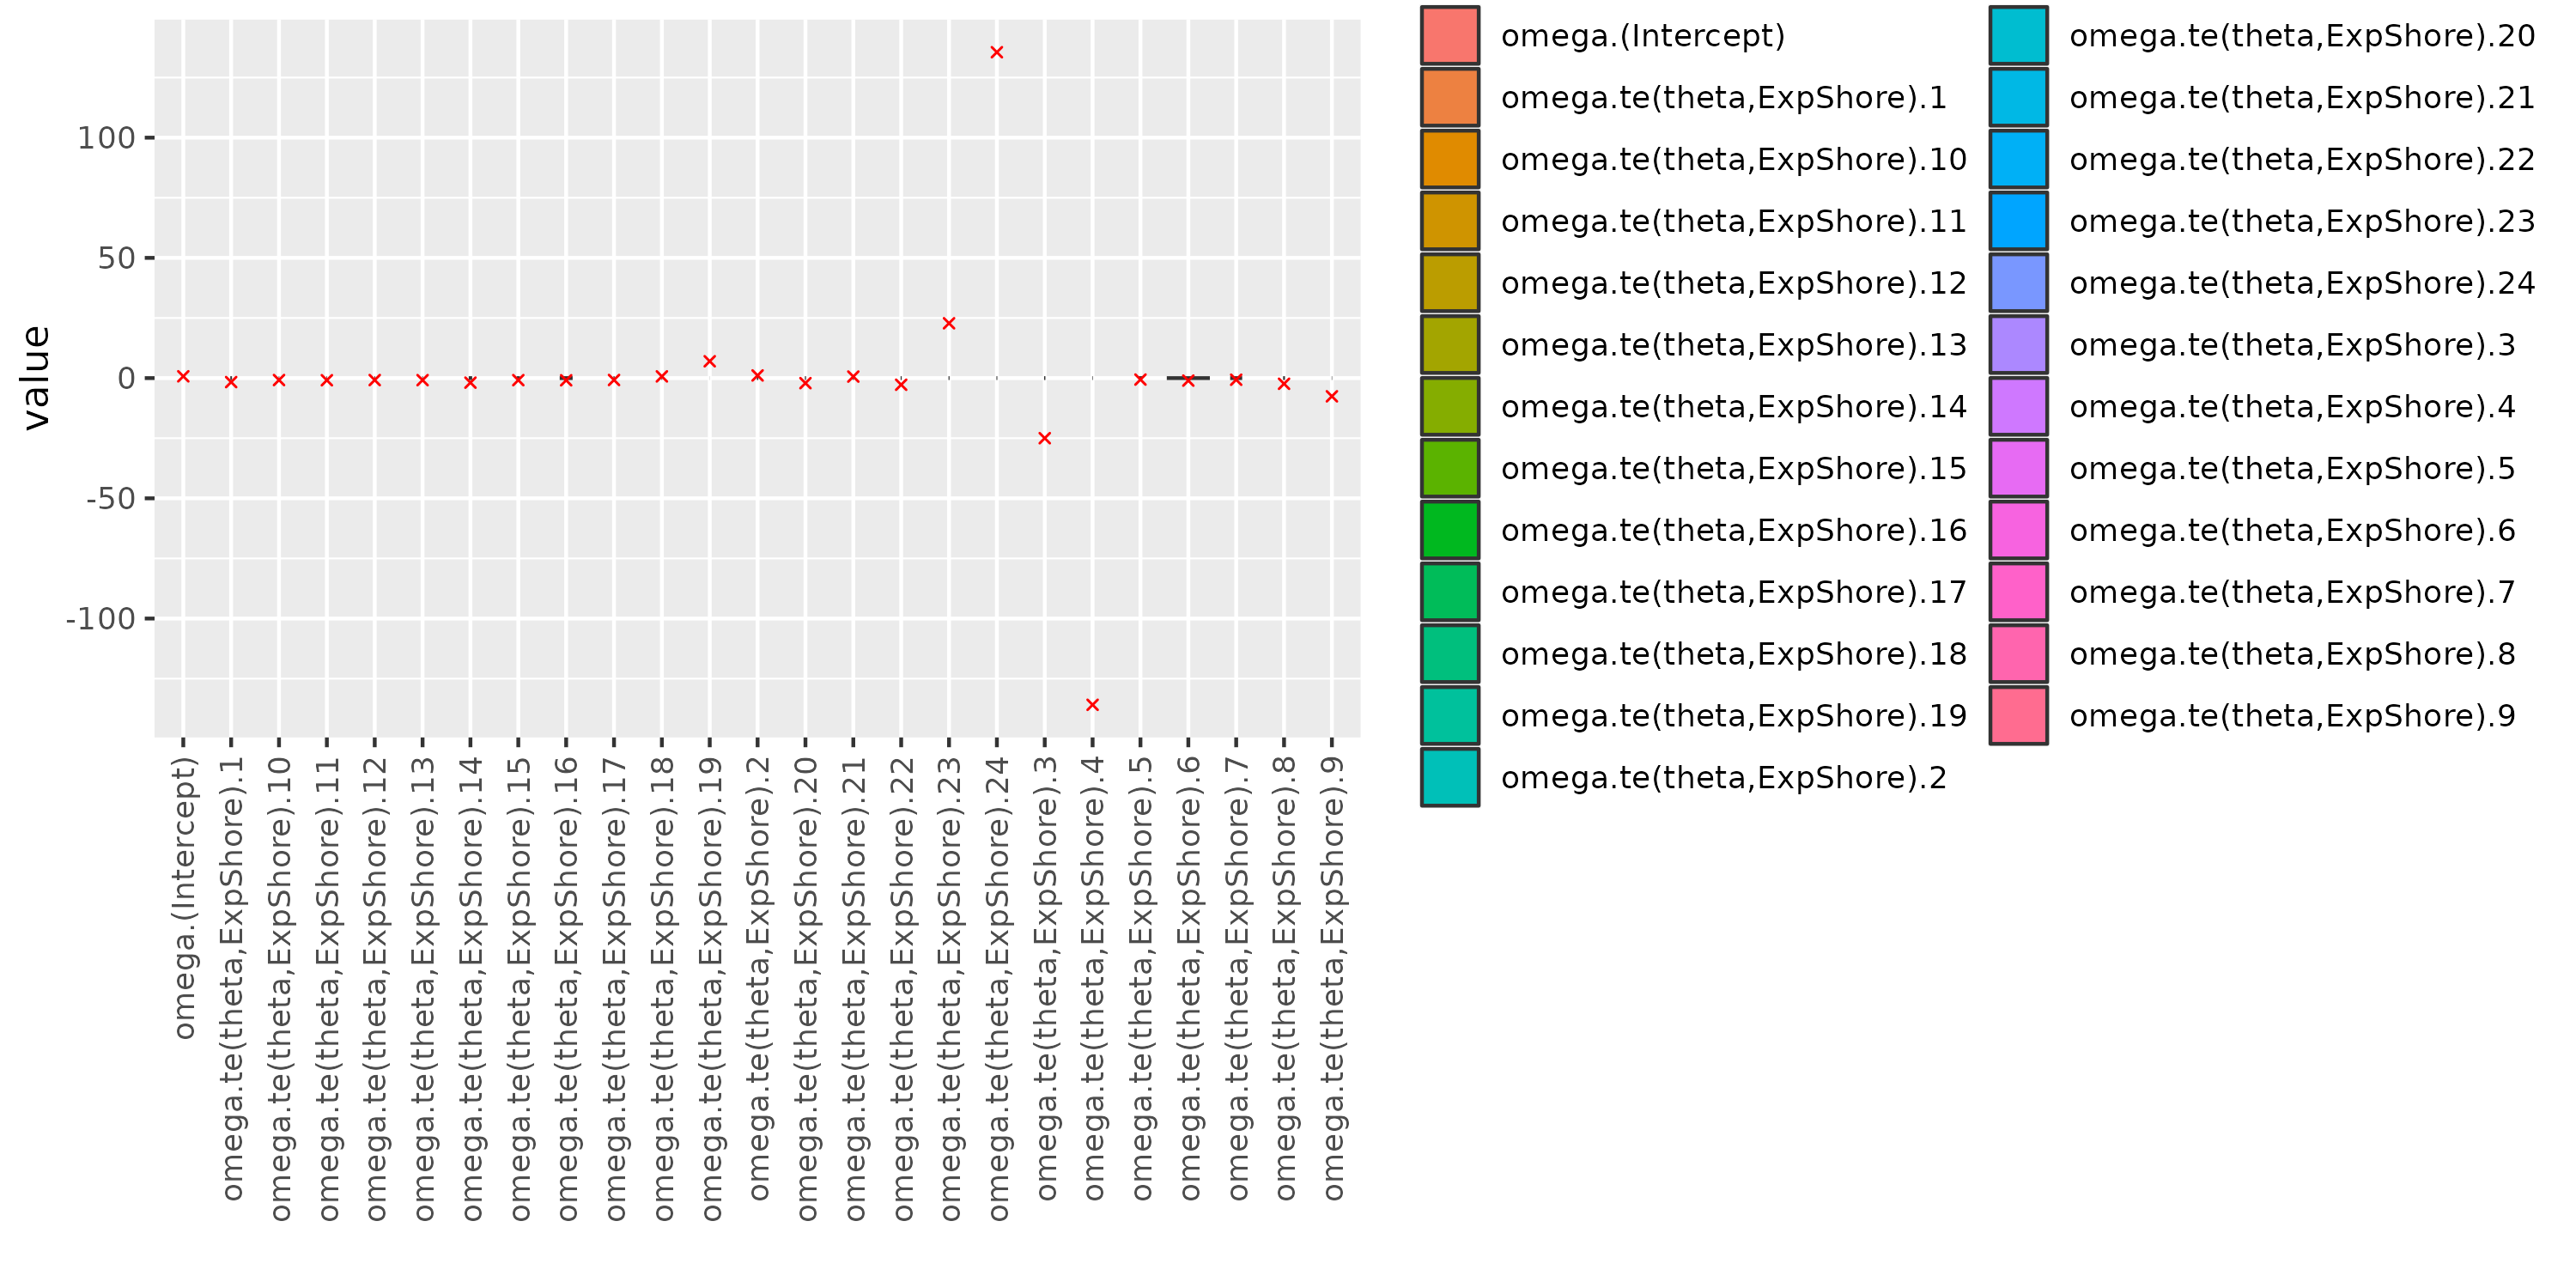 value
100
50
0
-50
-100
omega.(Intercept)
omega.te(theta,ExpShore).1
omega.te(theta,ExpShore).10
omega.te(theta,ExpShore).11
omega.te(theta,ExpShore).12
omega.te(theta,ExpShore).13
omega.te(theta,ExpShore).14
omega.te(theta,ExpShore).15
omega.te(theta,ExpShore).16
omega.te(theta,ExpShore).17
omega.te(theta,ExpShore).18
omega.te(theta,ExpShore).19
omega.te(theta,ExpShore).2
omega.te(theta,ExpShore).20
omega.te(theta,ExpShore).21
omega.te(theta,ExpShore).22
omega.te(theta,ExpShore).23
omega.te(theta,ExpShore).24
omega.te(theta,ExpShore).3
omega.te(theta,ExpShore).4
omega.te(theta,ExpShore).5
omega.te(theta,ExpShore).6
omega.te(theta,ExpShore).7
omega.te(theta,ExpShore).8
omega.te(theta,ExpShore).9
omega.(Intercept)
omega.te(theta,ExpShore).1
omega.te(theta,ExpShore).10
omega.te(theta,ExpShore).11
omega.te(theta,ExpShore).12
omega.te(theta,ExpShore).13
omega.te(theta,ExpShore).14
omega.te(theta,ExpShore).15
omega.te(theta,ExpShore).16
omega.te(theta,ExpShore).17
omega.te(theta,ExpShore).18
omega.te(theta,ExpShore).19
omega.te(theta,ExpShore).2
omega.te(theta,ExpShore).20
omega.te(theta,ExpShore).21
omega.te(theta,ExpShore).22
omega.te(theta,ExpShore).23
omega.te(theta,ExpShore).24
omega.te(theta,ExpShore).3
omega.te(theta,ExpShore).4
omega.te(theta,ExpShore).5
omega.te(theta,ExpShore).6
omega.te(theta,ExpShore).7
omega.te(theta,ExpShore).8
omega.te(theta,ExpShore).9